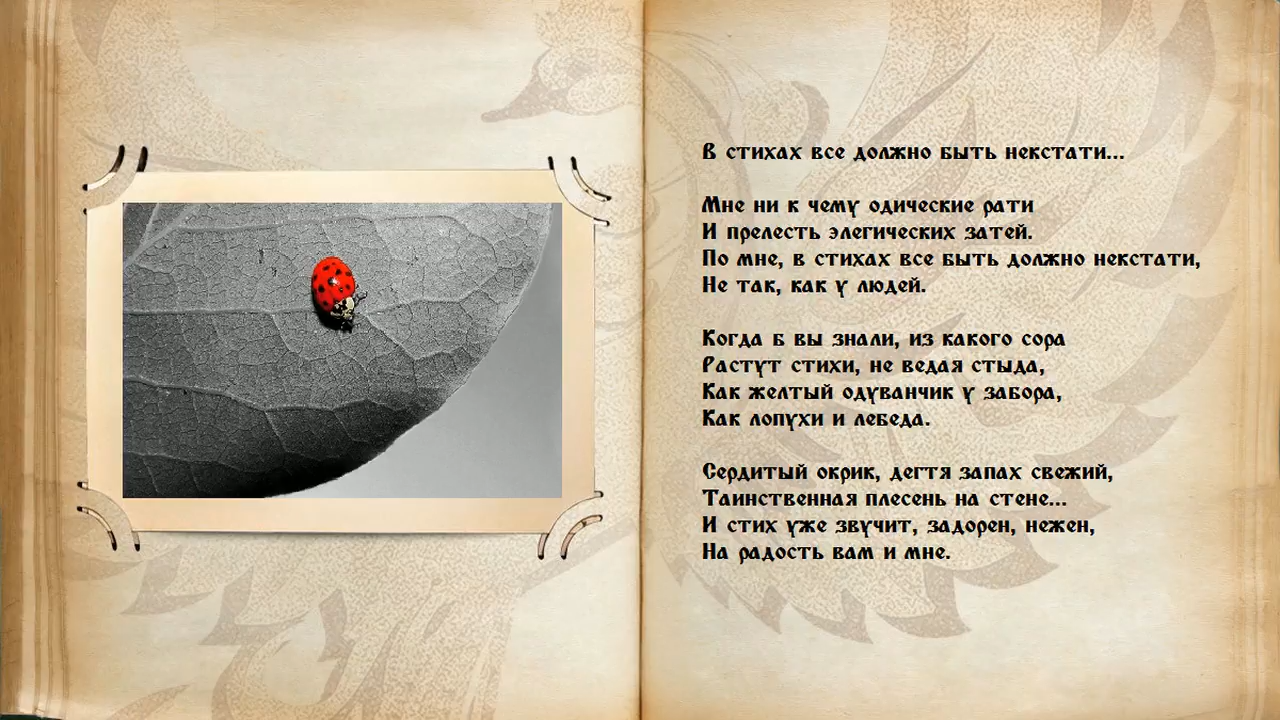 В стихах все должно быть некстати...
Мне ни к чему одические рати
И прелесть элегических затей.
По мне, в стихах все быть должно некстати,
Не так, как у людей.
Когда б вы знали, из какого сора
Растут стихи, не ведая стыда,
Как желтый одуванчик у забора,
Как лопухи и лебеда.
Сердитый окрик, дегтя запах свежий,
Таинственная плесень на стене...
И стих уже звучит, задорен, нежен,
На радость вам и мне.